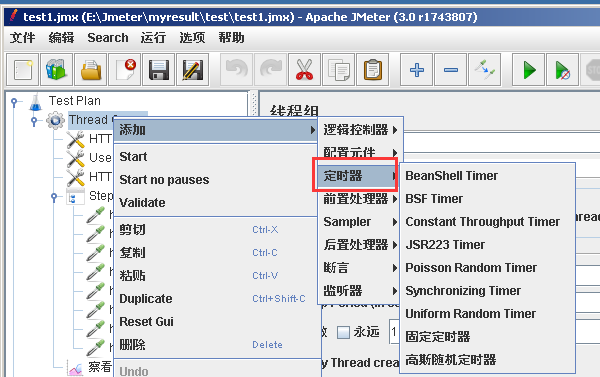 test1.jmx (E:\Jmeter\myresult\test\test1.jmx) - Apache JMeter (3.0 r1743807)
文件 编辑 Search 运行 选项 帮助
Test Plan
Thread
线程组
HTT
Use
HTT
Step
察看
添加
Start
Start no pauses
Validate
剪切 Ctrl-X
复制 Ctrl-C
粘贴 Ctrl-V
Duplicate Ctrl+Shift-C
Reset Gui
删除 Delete
Undo
逻辑控制器
配置元件
定时器
前置处理器
Sampler
后置处理器
断言
监听器
BeanShell Timer
BSF Timer
Constant Throughput Timer
JSR223 Timer
Poisson Random Timer
Synchronizing Timer
Uniform Random Timer
固定定时器
高斯随机定时器
永远 1
y Thread crea